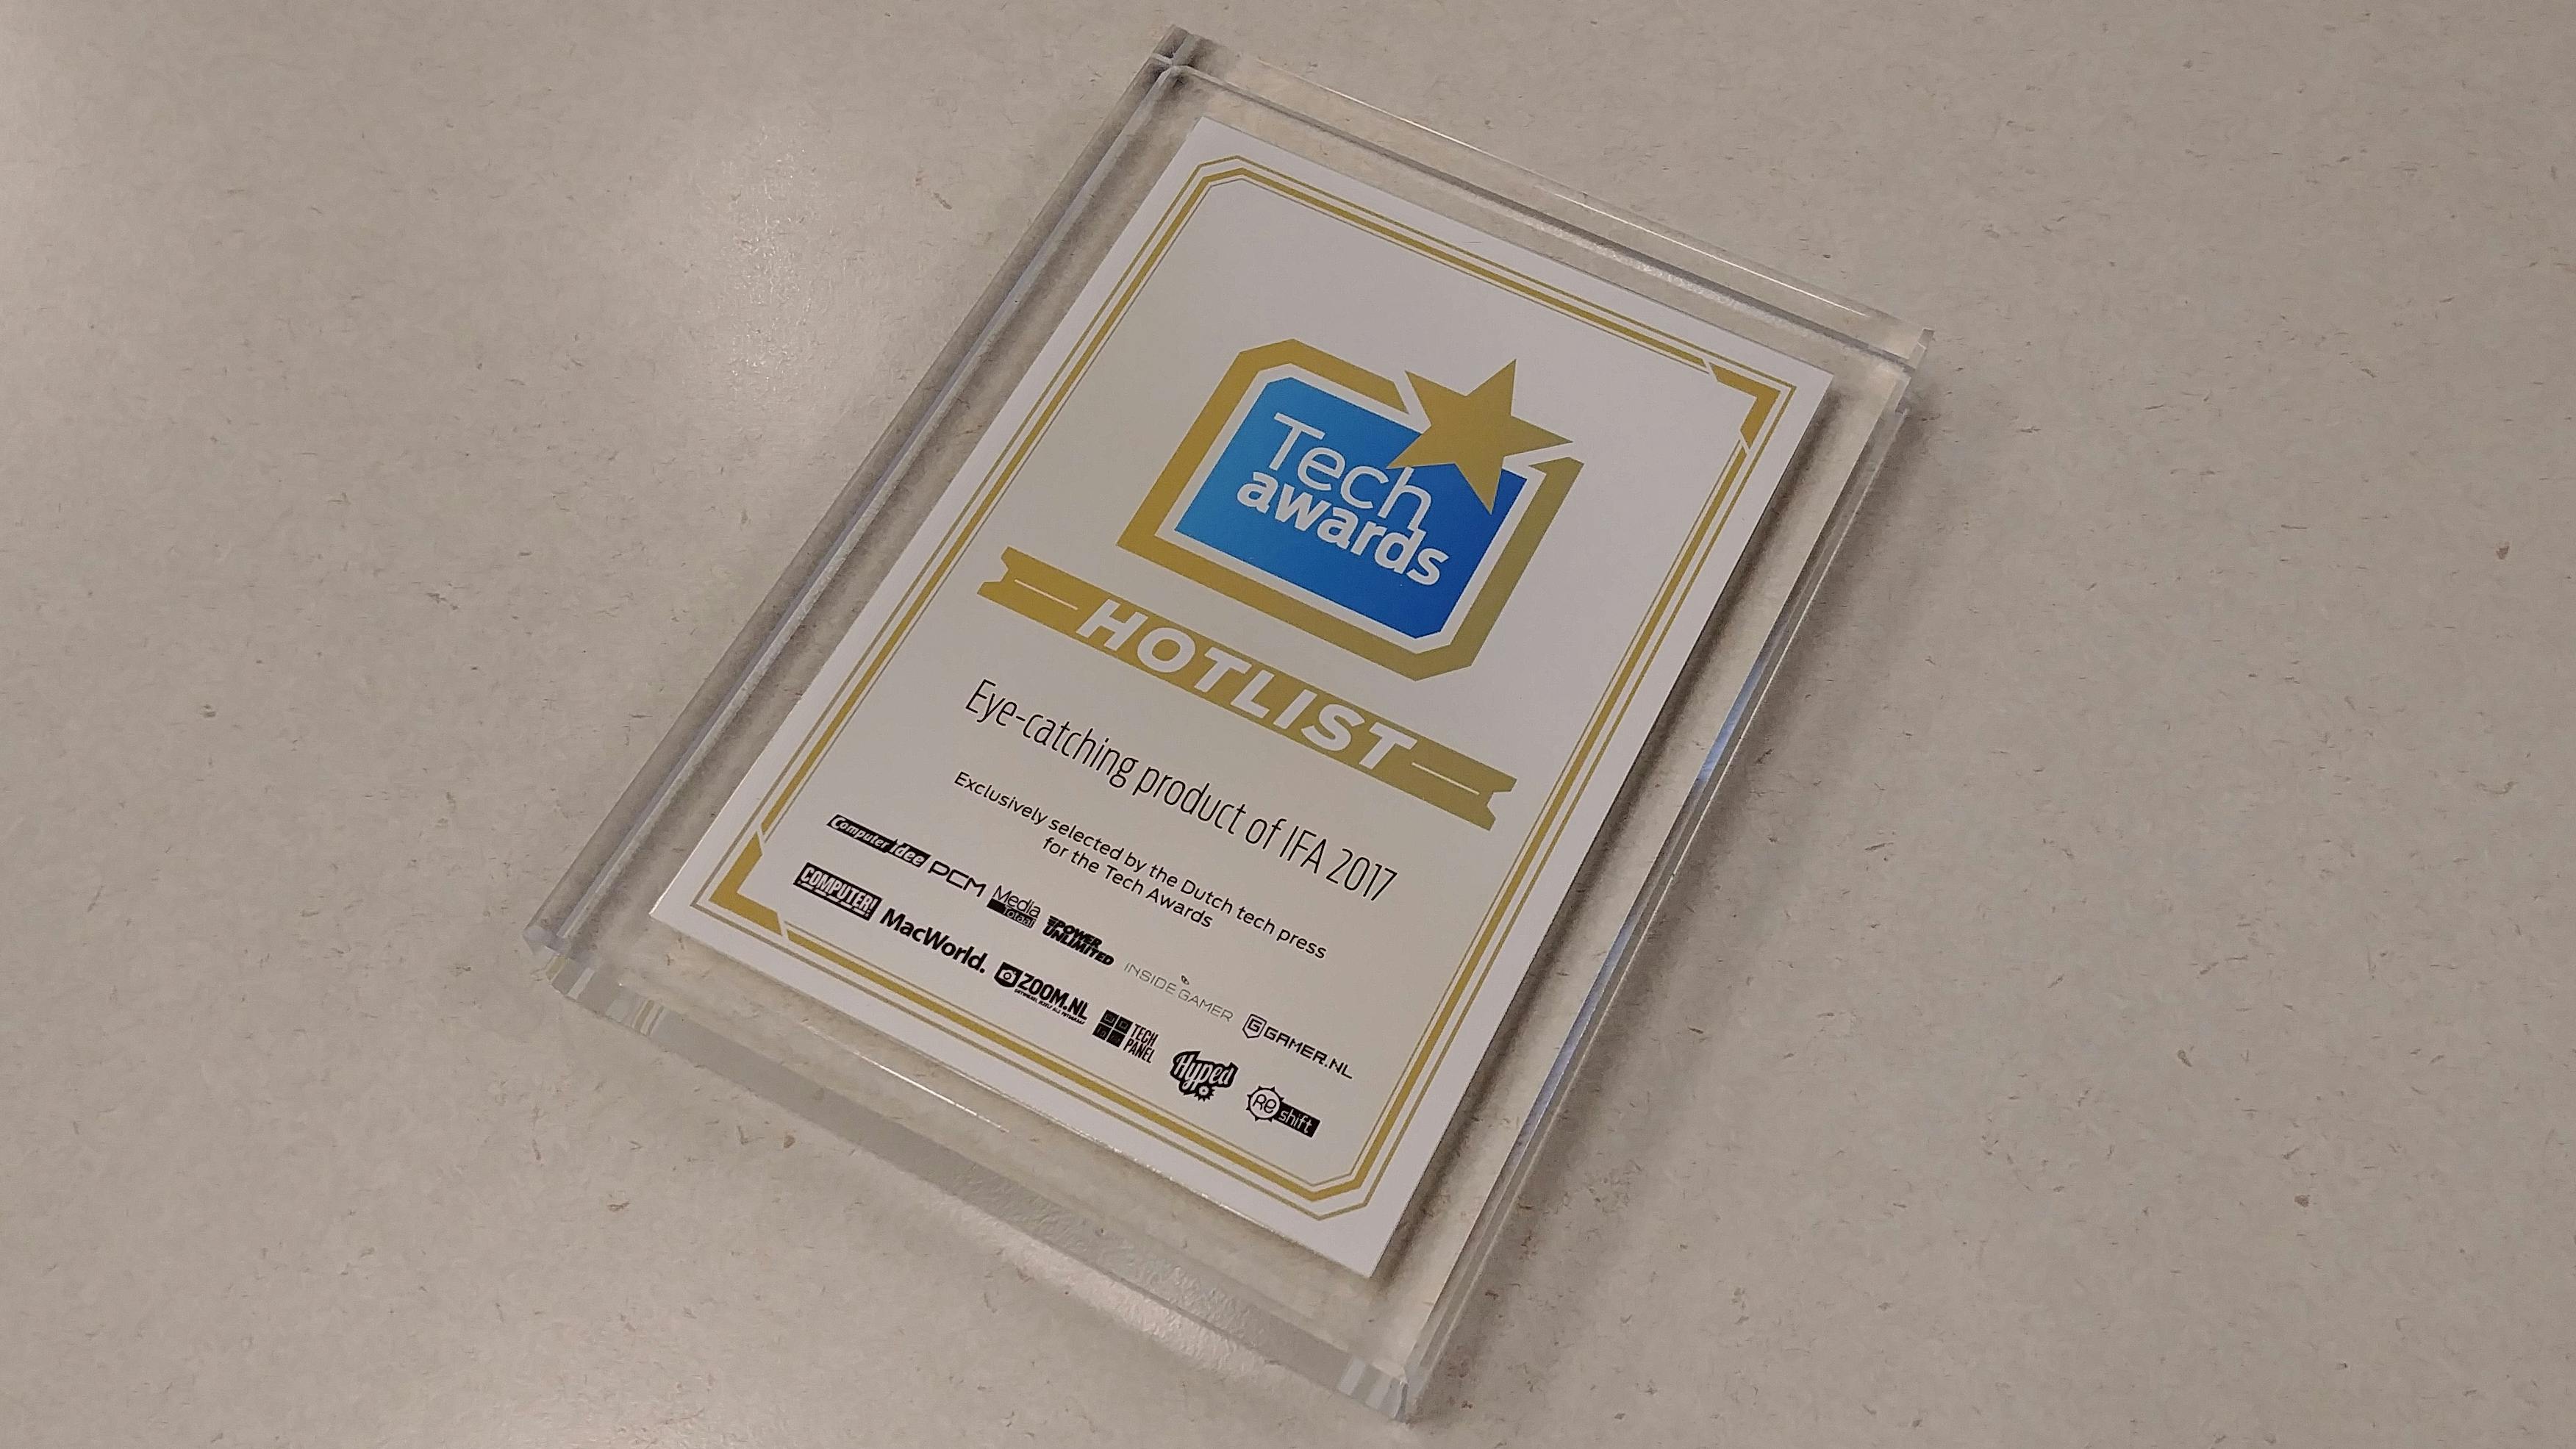 Tech
awards
HOTLIST
Eye-catching product of IFA 2017
Exclusively selected by the Dutch tech press
for the Tech Awards
Computer idee PCM Media Totaal POWER UNLIMITED INSIDE GAMER G GAMER.NL
COMPUTER! MacWorld. ZOOM.NL TECH PANEL Hyped Reshift